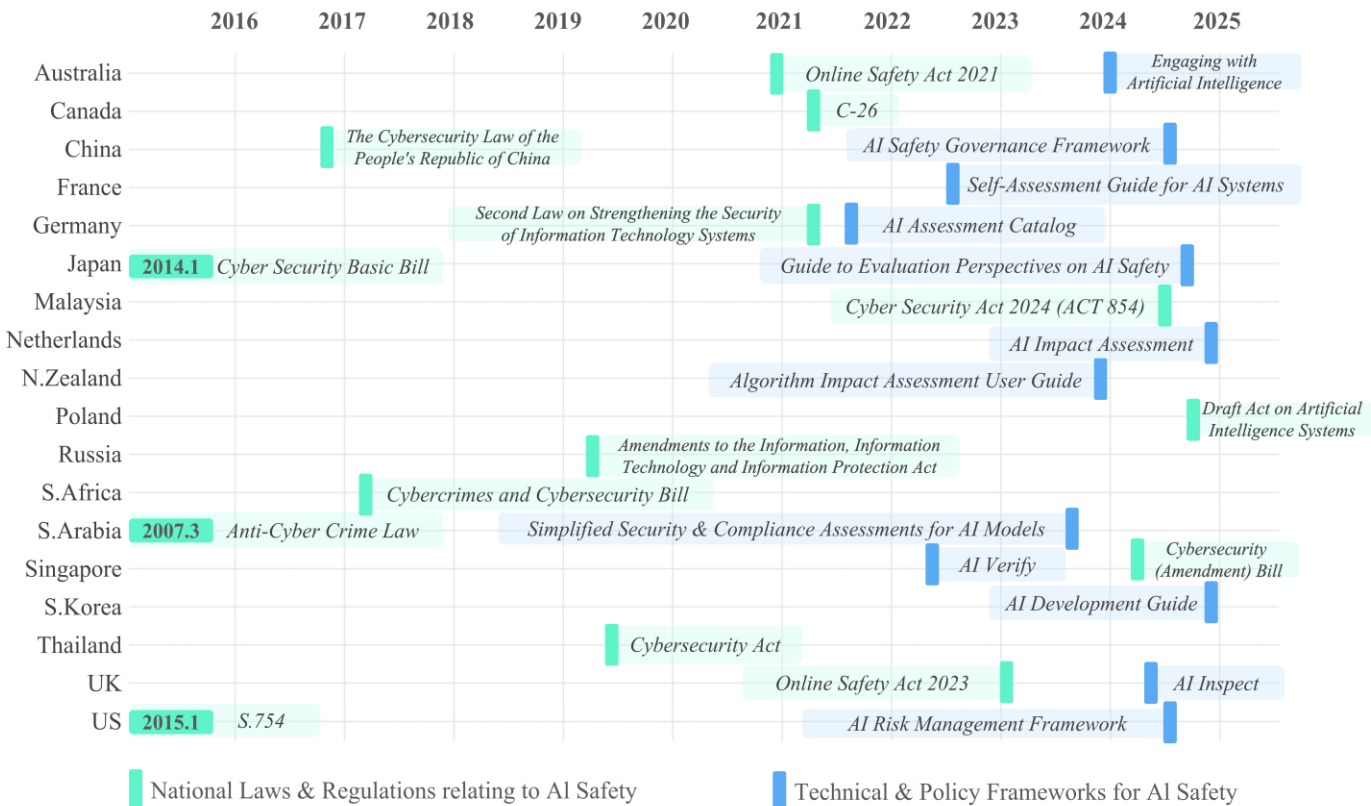 2016 2017 2018 2019 2020 2021 2022 2023 2024 2025
Australia Online Safety Act 2021 Engaging with
Artificial Intelligence
Canada C-26
China The Cybersecurity Law of the
People's Republic of China AI Safety Governance Framework
France Self-Assessment Guide for AI Systems
Germany Second Law on Strengthening the Security
of Information Technology Systems AI Assessment Catalog
Japan 2014.1 Cyber Security Basic Bill Guide to Evaluation Perspectives on AI Safety
Malaysia Cyber Security Act 2024 (ACT 854)
Netherlands AI Impact Assessment
N.Zealand Algorithm Impact Assessment User Guide
Poland Draft Act on Artificial
Intelligence Systems
Russia Amendments to the Information, Information
Technology and Information Protection Act
S.Africa Cybercrimes and Cybersecurity Bill
S.Arabia 2007.3 Anti-Cyber Crime Law Simplified Security & Compliance Assessments for AI Models
Singapore AI Verify Cybersecurity
(Amendment) Bill
S.Korea AI Development Guide
Thailand Cybersecurity Act
UK Online Safety Act 2023 AI Inspect
US 2015.1 S.754 AI Risk Management Framework
National Laws & Regulations relating to Al Safety Technical & Policy Frameworks for Al Safety